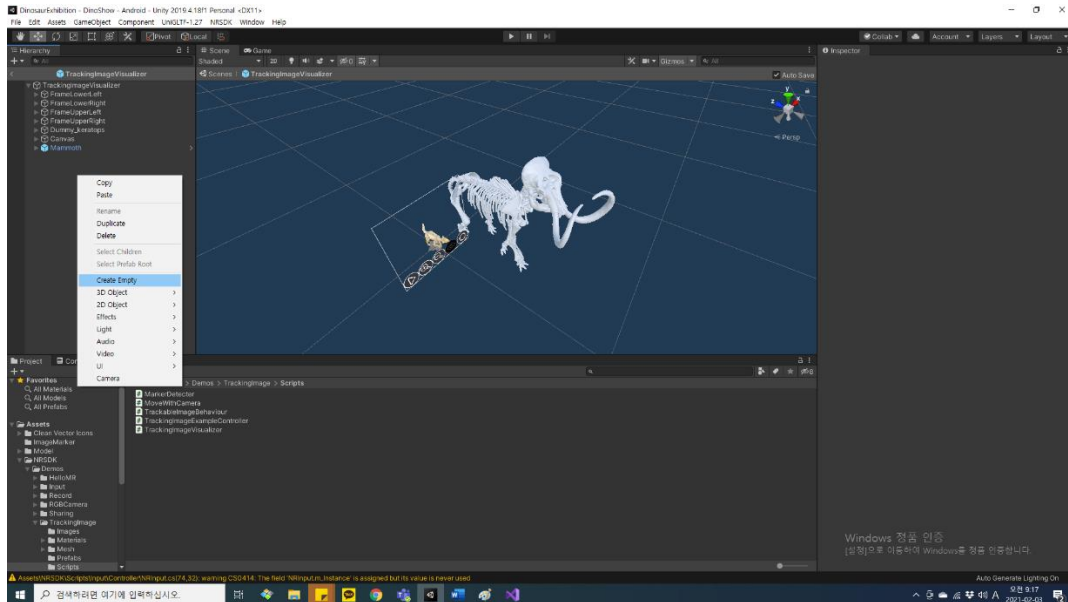 DinosaurExhibition - DinoShow - Android - Unity 2019.4.18f1 Personal <DX11>
File Edit Assets GameObject Component UniGLTF-1.27 NRSDK Window Help
Pivot Local Collab Account Layers Layout
Hierarchy Scene Game Inspector
All Shaded 2D 0 Gizmos All
TrackingImageVisualizer Scenes TrackingImageVisualizer Auto Save
TrackingImageVisualizer
FrameLowerLeft
FrameLowerRight
FrameUpperLeft
FrameUpperRight
Canvas
Mammoth
y
z x
Persp
Copy
Paste
Rename
Duplicate
Delete
Select Children
Select Prefab Root
Create Empty
3D Object
2D Object
Effects
Light
Audio
Video
UI
Camera
Project Con
Favorites
All Materials
All Models
All Prefabs
Assets
Clean Vector Icons
ImageMarker
Model
NRSDK
Demos
HelloMR
Input
Record
RGBCamera
Sharing
TrackingImage
Images
Materials
Mesh
Prefabs
Scripts
> Demos > TrackingImage > Scripts
MarkerDetecter
MoveWithCamera
TrackableImageBehaviour
TrackingImageExampleController
TrackingImageVisualizer
Windows 정품 인증
[설정]으로 이동하여 Windows를 정품 인증합니다.
Assets\NRSDK\Scripts\Input\Controller\NRInput.cs(74,32): warning CS0414: The field 'NRInput.m_Instance' is assigned but its value is never used
Auto Generate Lighting On
검색하려면 여기에 입력하십시오.
A 오전 9:17
2021-02-03